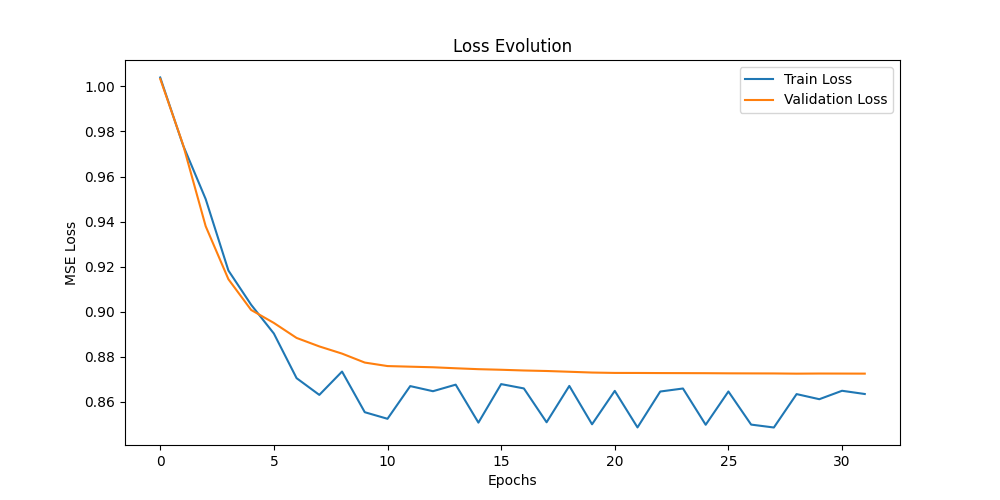 Loss Evolution
Train Loss
Validation Loss
1.00
0.98
0.96
0.94
0.92
0.90
0.88
0.86
MSE Loss
0 5 10 15 20 25 30
Epochs